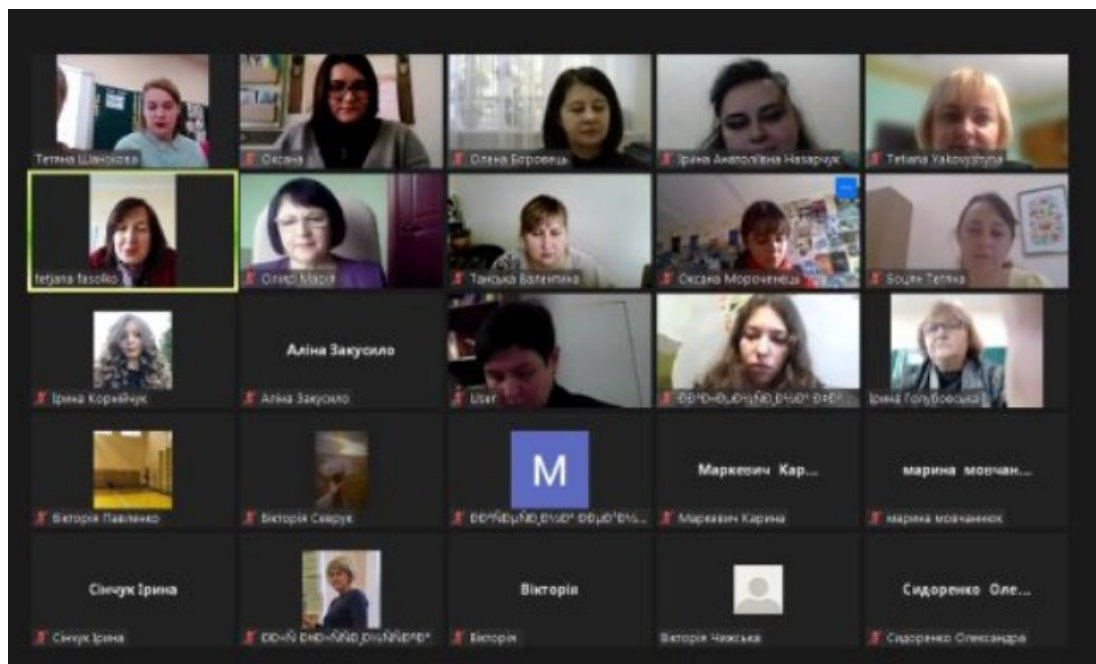 Тетяна Шанскова
Оксана
Олена Боровець
Ірина Анатоліївна Назарчук
Tetiana Yakovyshyna
tetjana fasolko
Марія
Танська Валентина
Оксана Мороченець
Боцян Тетяна
Ірина Корнійчук
Аліна Закусило
Аліна Закусило
User
Ірина Голубовська
Вікторія Павленко
Вікторія Сверук
M
Маркевич Кар...
Маркевич Карина
марина мовчан...
марина мовчанюк
Сінчук Ірина
Сінчук Ірина
Вікторія
Вікторія
Вікторія Чижська
Сидоренко Оле...
Сидоренко Олександра